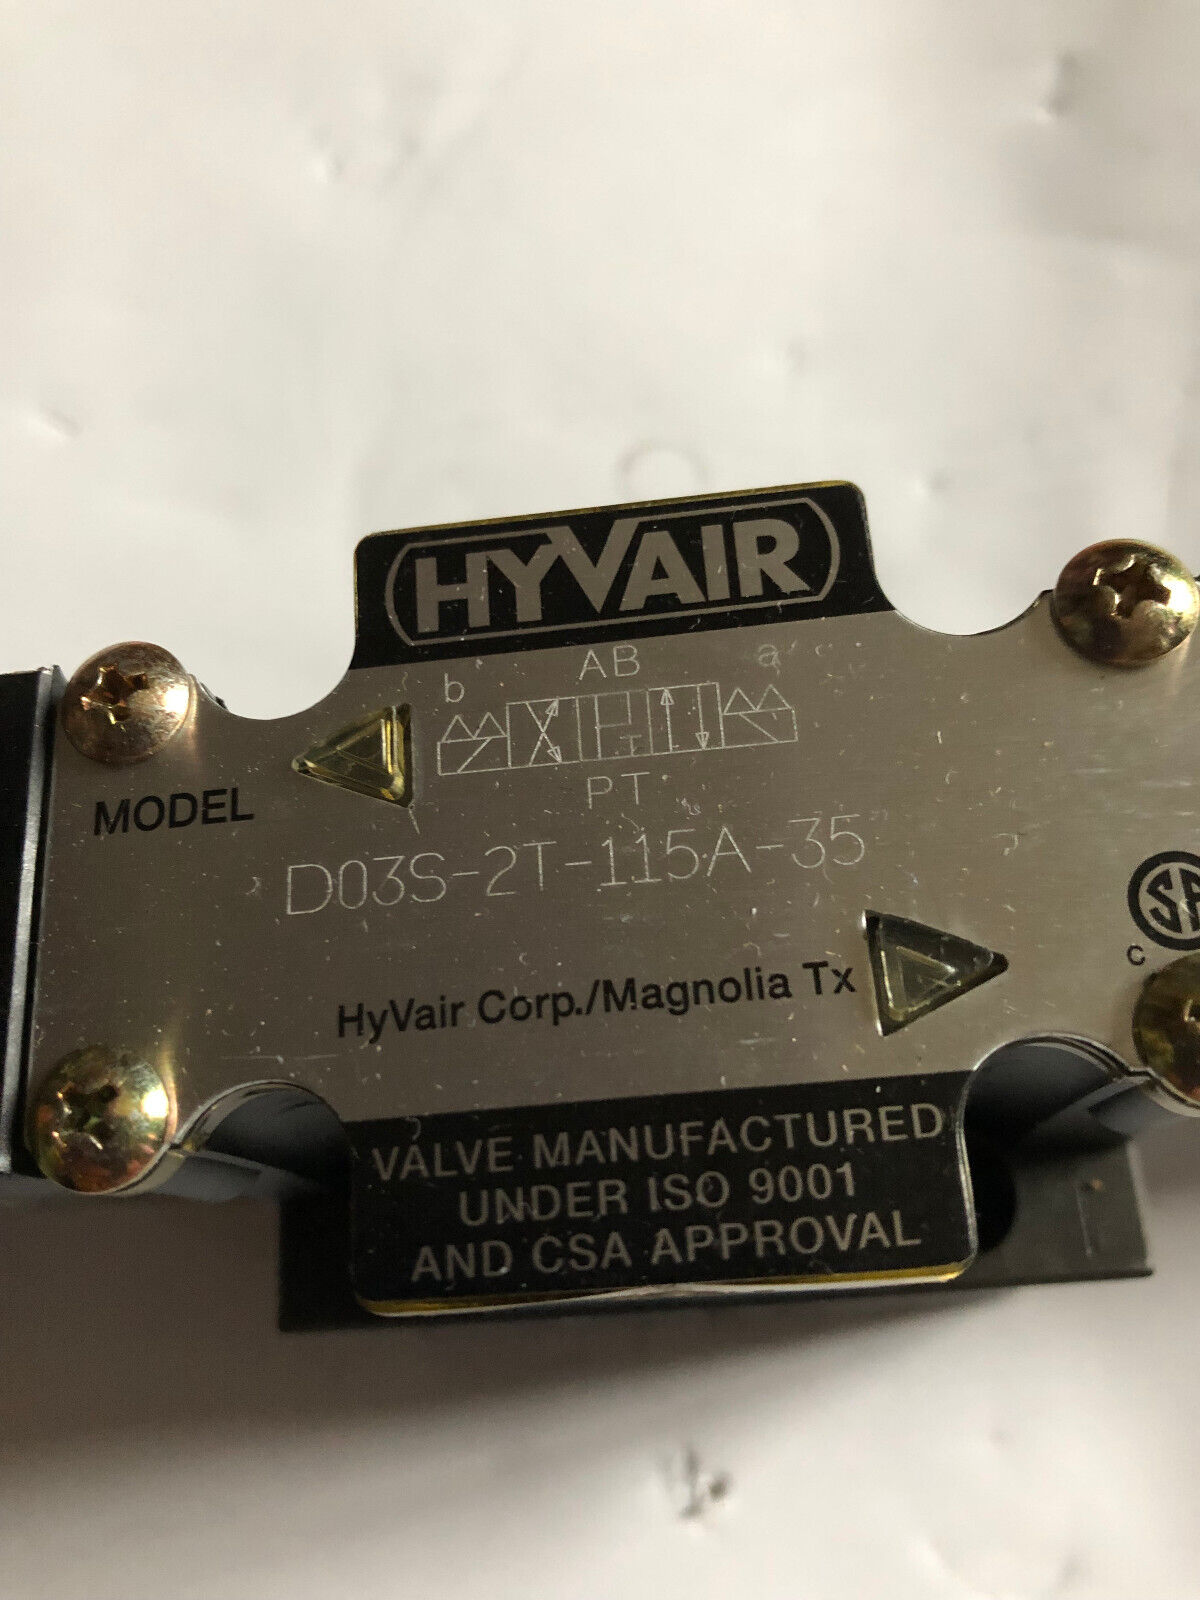 HYVAIR
AB
b a
T
PT
MODEL
D03S-2T-115A-35
C
HyVair Corp./Magnolia Tx
VALVE MANUFACTURED
UNDER ISO 9001
AND CSA APPROVAL